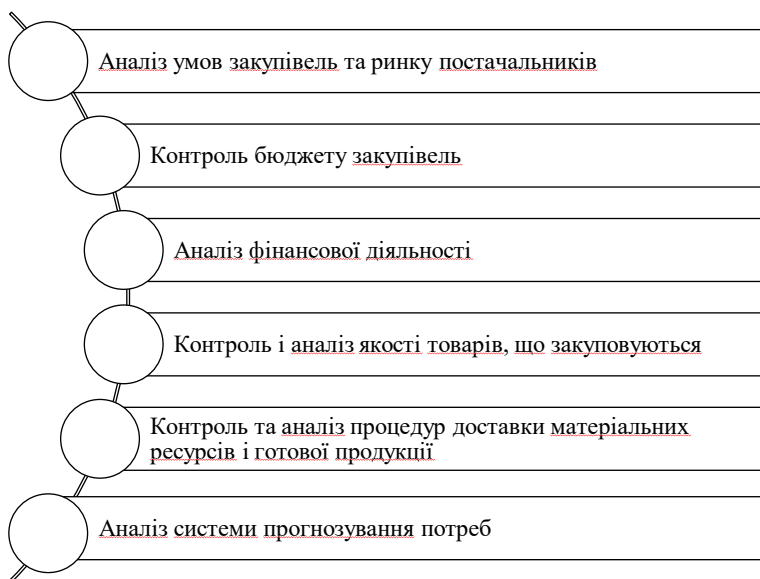 Аналіз умов закупівель та ринку постачальників
Контроль бюджету закупівель
Аналіз фінансової діяльності
Контроль і аналіз якості товарів, що закуповуються
Контроль та аналіз процедур доставки матеріальних
ресурсів і готової продукції
Аналіз системи прогнозування потреб